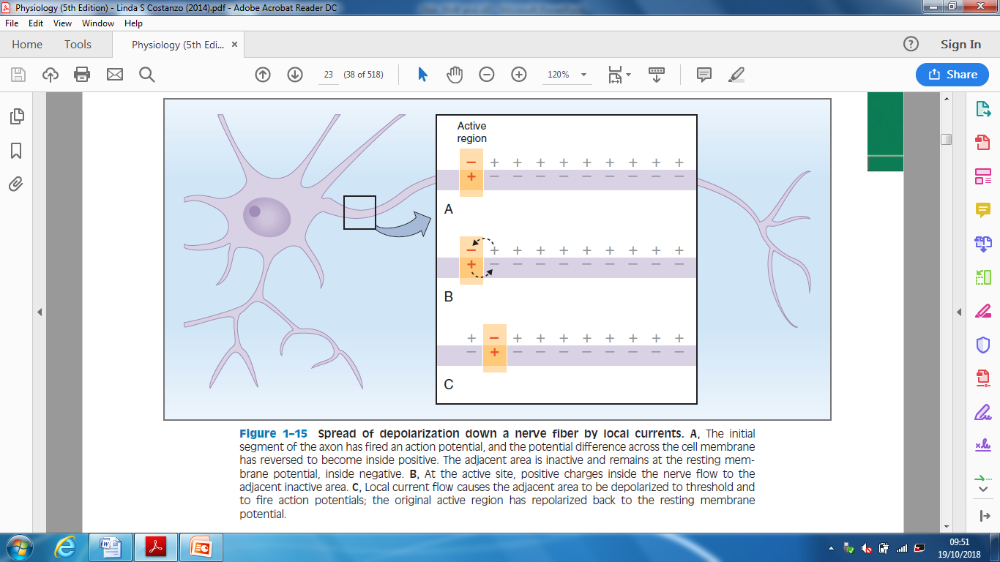 Physiology (5th Edition) - Linda S Costanzo (2014).pdf - Adobe Acrobat Reader DC
File Edit View Window Help
Home Tools Physiology (5th Edi... × ? Sign In
23 (38 of 518) 120% Share
Active
region
− + + + + + + + + +
+ − − − − − − − − −
A
− + + + + + + + + +
+ − − − − − − − − −
B
+ − + + + + + + + +
− + − − − − − − − −
C
Figure 1–15 Spread of depolarization down a nerve fiber by local currents. A, The initial
segment of the axon has fired an action potential, and the potential difference across the cell membrane
has reversed to become inside positive. The adjacent area is inactive and remains at the resting mem-
brane potential, inside negative. B, At the active site, positive charges inside the nerve flow to the
adjacent inactive area. C, Local current flow causes the adjacent area to be depolarized to threshold and
to fire action potentials; the original active region has repolarized back to the resting membrane
potential.
09:51
19/10/2018